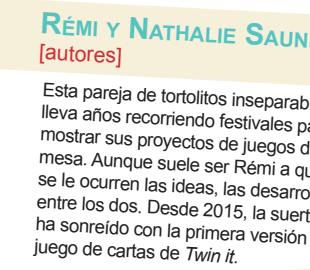 RÉMI Y NATHALIE SAUN
[autores]
Esta pareja de tortolitos inseparab
lleva años recorriendo festivales pa
mostrar sus proyectos de juegos d
mesa. Aunque suele ser Rémi a qu
se le ocurren las ideas, las desarro
entre los dos. Desde 2015, la suert
ha sonreído con la primera versión
juego de cartas de Twin it.